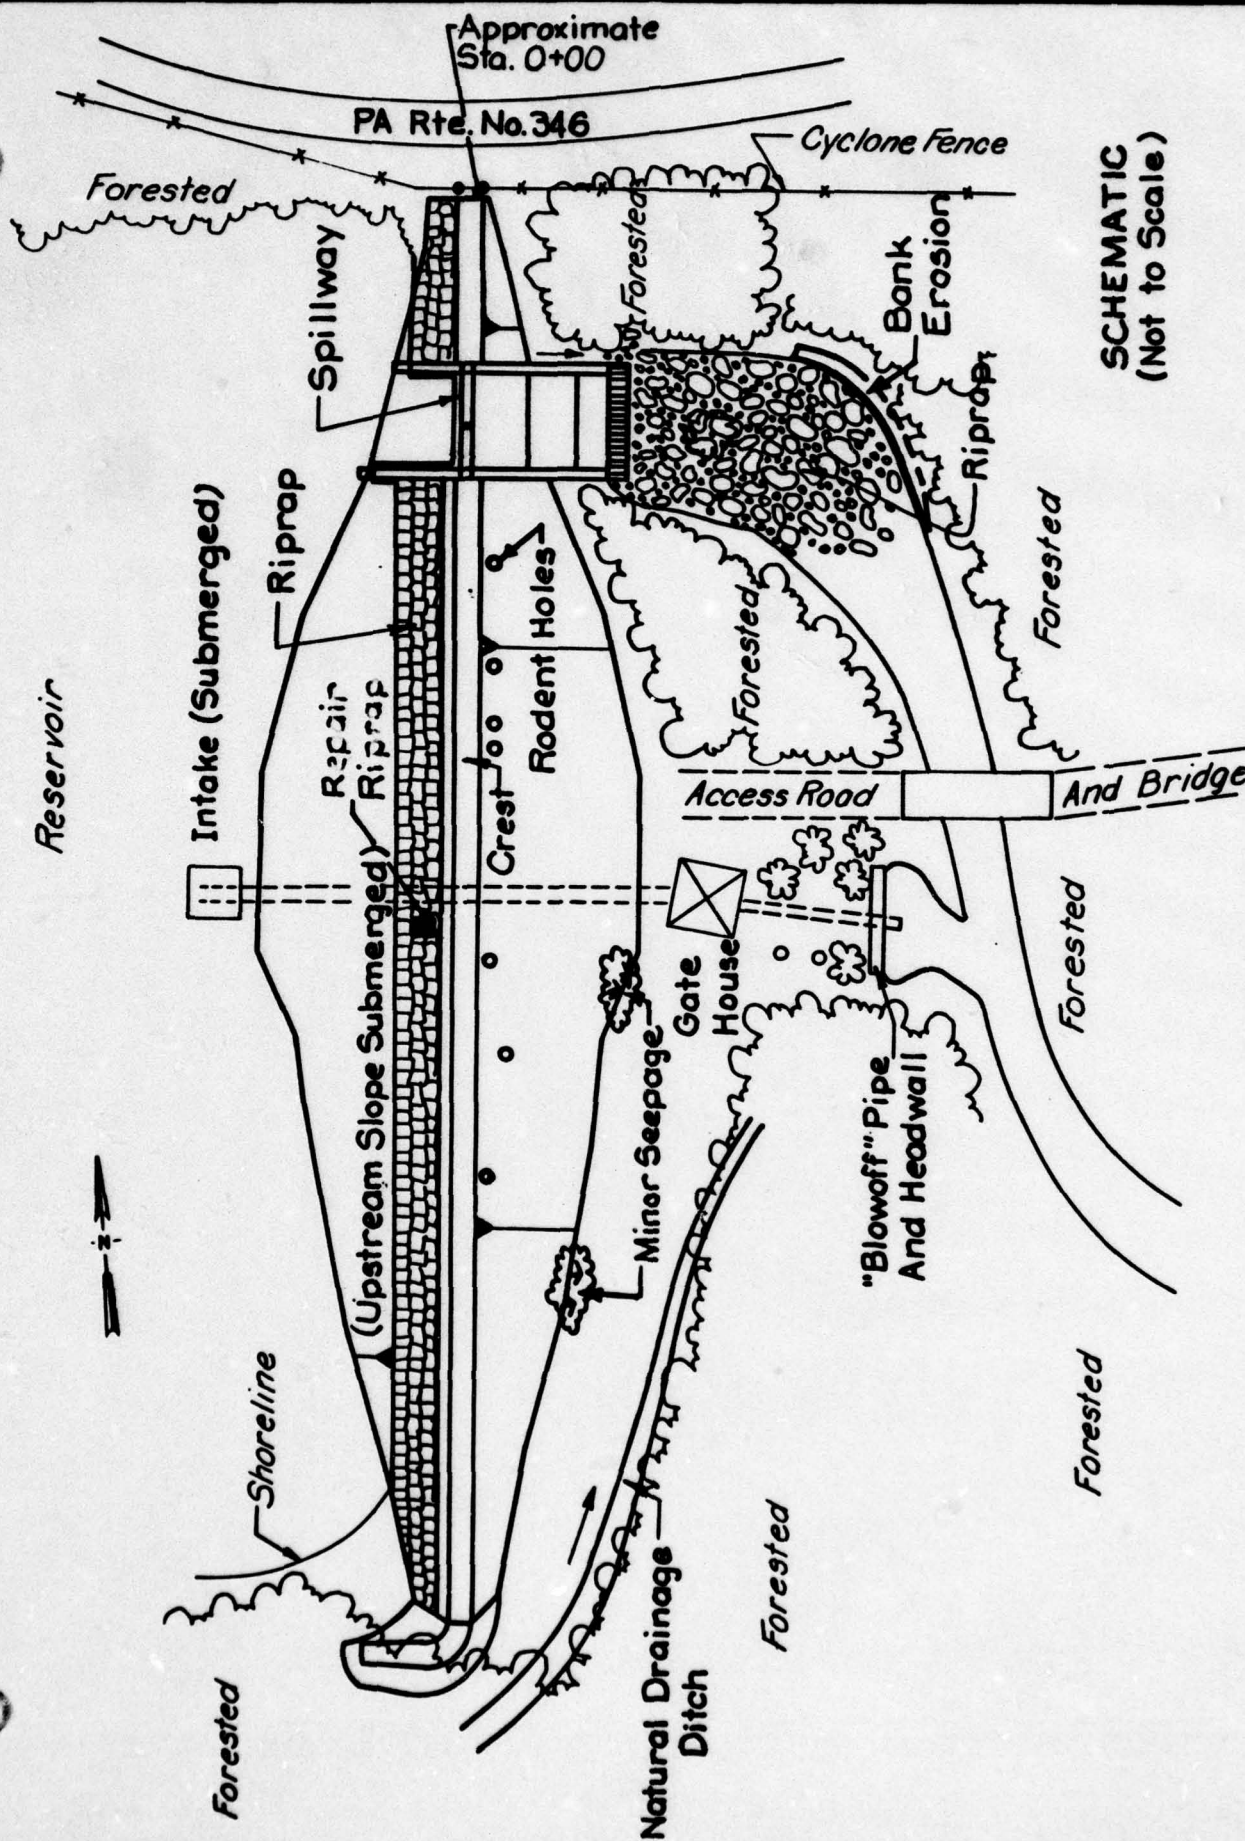 Approximate
Sta. 0+00
PA Rte. No. 346
Cyclone Fence
Forested
Forested
Spillway
Bank
Erosion
SCHEMATIC
(Not to Scale)
Riprap
Riprap
Intake (Submerged)
Reservoir
Rodent Holes
Forested
Forested
Repair
Riprap
Crest
Access Road
And Bridge
(Upstream Slope Submerged)
Gate
House
Forested
Minor Seepage
"Blowoff" Pipe
And Headwall
N
Shoreline
Forested
Forested
Natural Drainage
Ditch
Forested